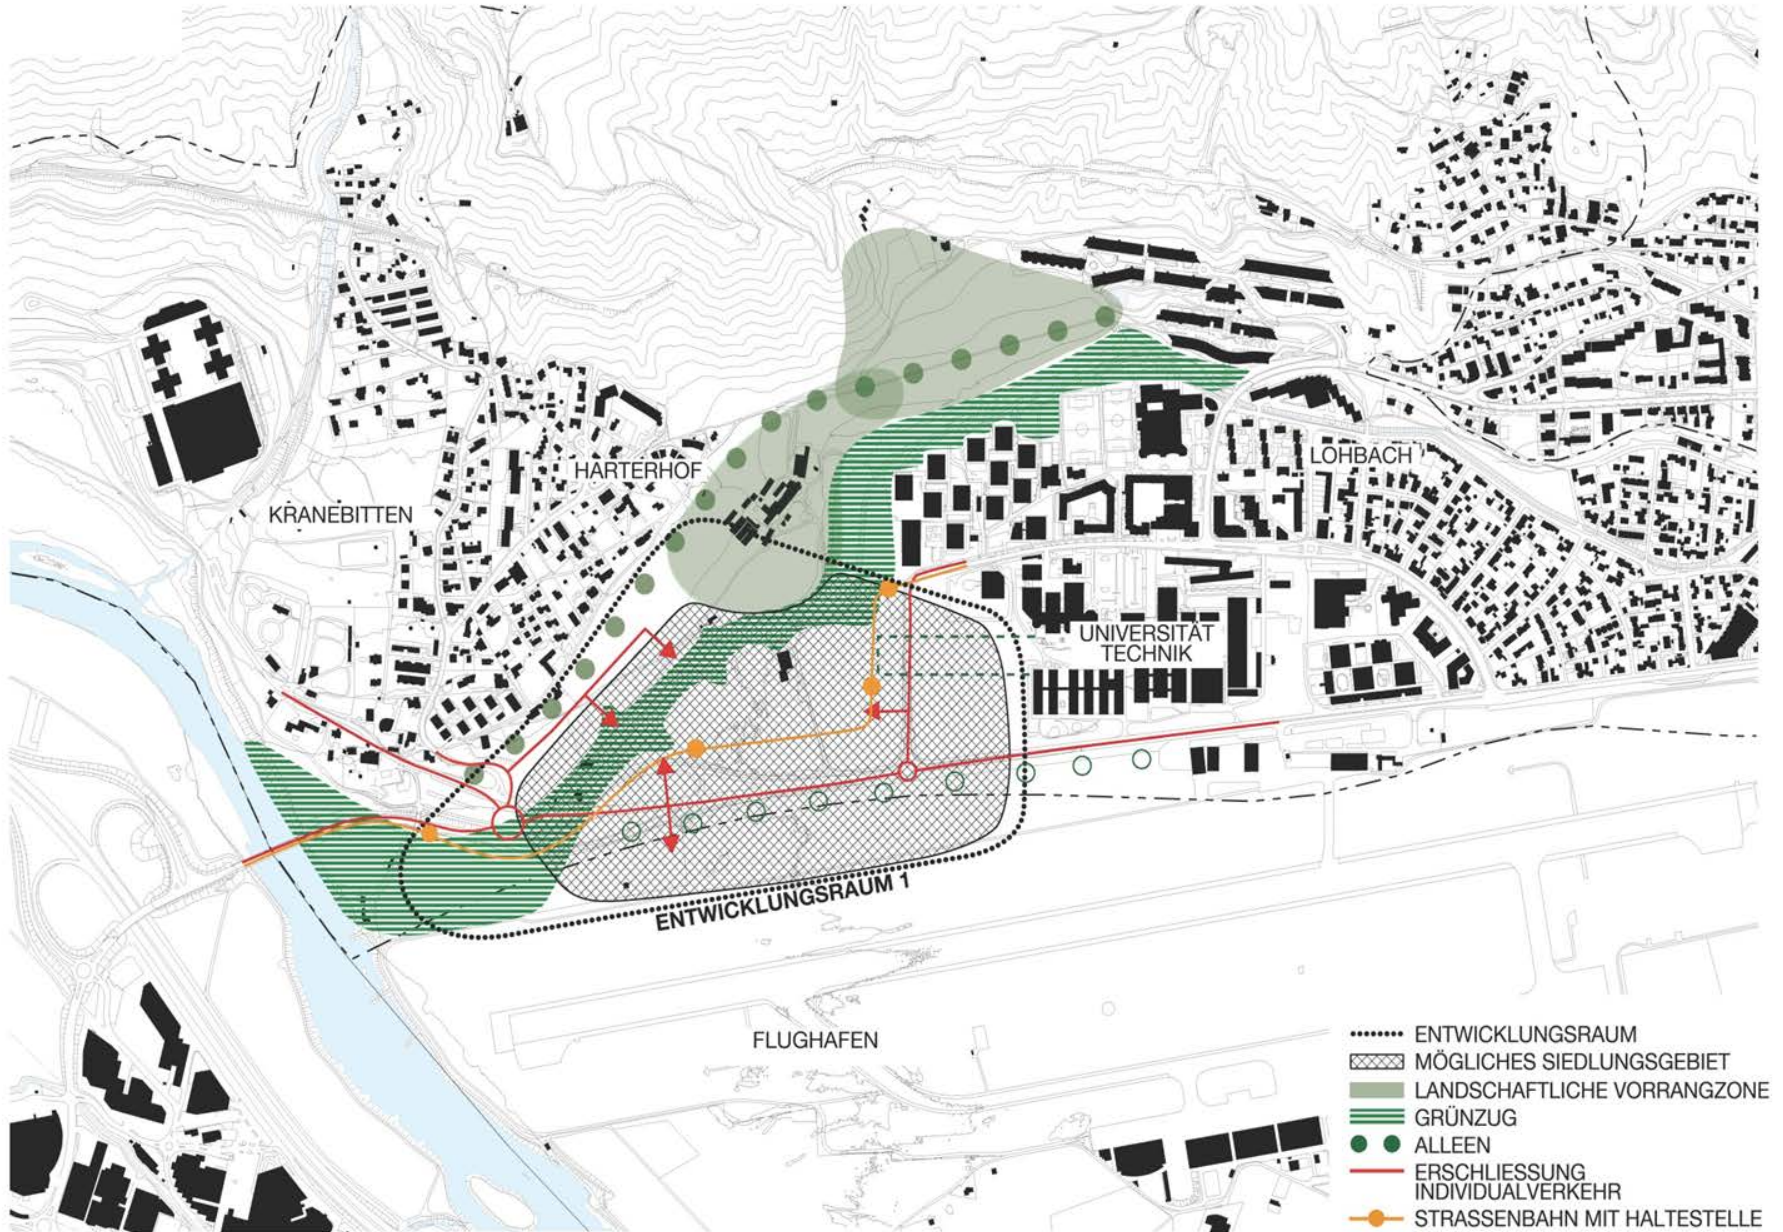 HARTERHOF
LOHBACH
KRANEBITTEN
UNIVERSITÄT
TECHNIK
ENTWICKLUNGSRAUM 1
FLUGHAFEN
ENTWICKLUNGSRAUM
MÖGLICHES SIEDLUNGSGEBIET
LANDSCHAFTLICHE VORRANGZONE
GRÜNZUG
ALLEEN
ERSCHLIESSUNG
INDIVIDUALVERKEHR
STRASSENBAHN MIT HALTESTELLE